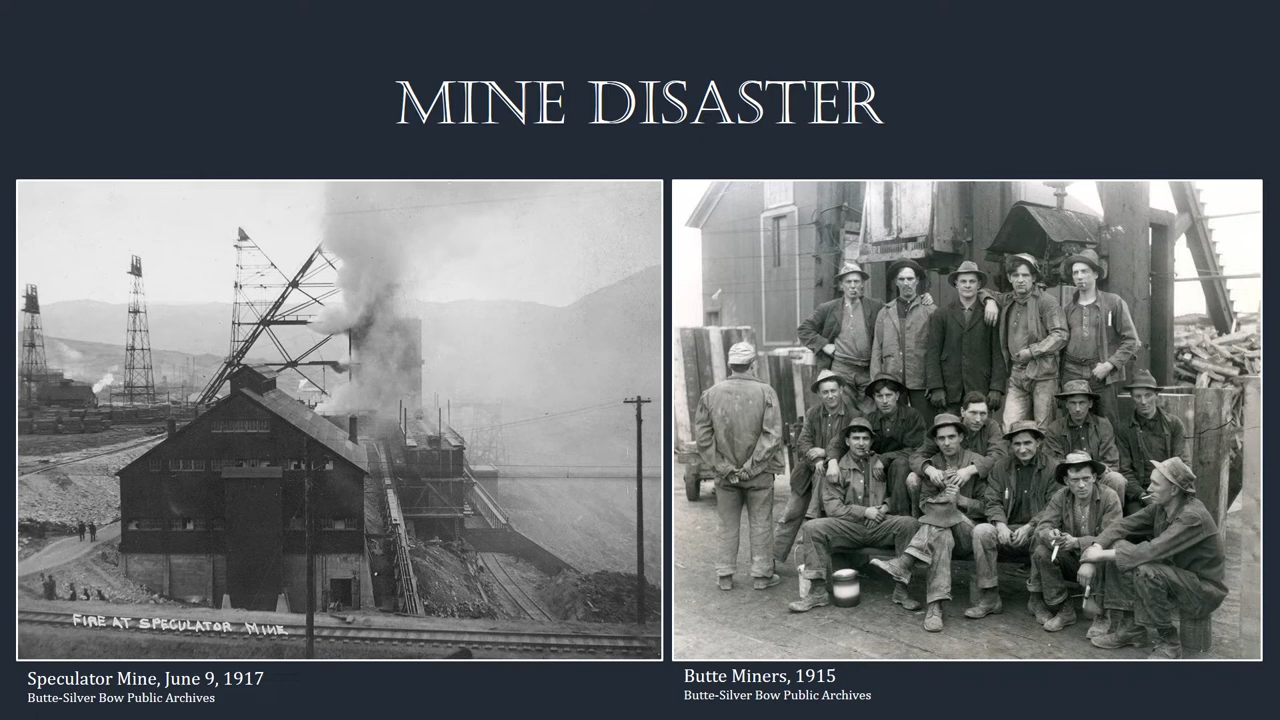 MINE DISASTER
FIRE AT SPECULATOR MINE.
Speculator Mine, June 9, 1917
Butte-Silver Bow Public Archives
Butte Miners, 1915
Butte-Silver Bow Public Archives